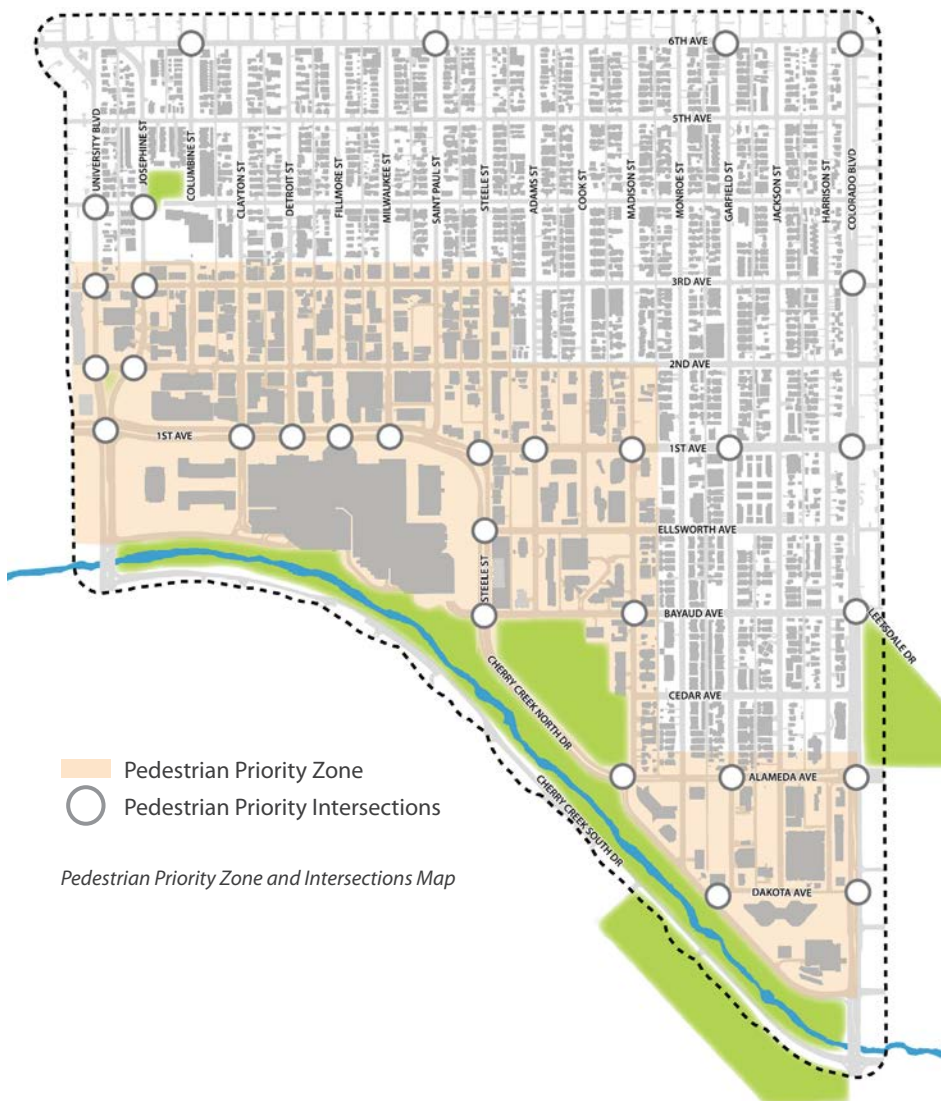 6TH AVE
5TH AVE
UNIVERSITY BLVD
JOSEPHINE ST
COLUMBINE ST
CLAYTON ST
DETROIT ST
FILLMORE ST
MILWAUKEE ST
SAINT PAUL ST
STEELE ST
ADAMS ST
COOK ST
MADISON ST
MONROE ST
GARFIELD ST
JACKSON ST
HARRISON ST
COLORADO BLVD
3RD AVE
2ND AVE
1ST AVE
1ST AVE
ELLSWORTH AVE
STEELE ST
BAYAUD AVE
LEETSDALE DR
CHERRY CREEK NORTH DR
CEDAR AVE
Pedestrian Priority Zone
ALAMEDA AVE
Pedestrian Priority Intersections
CHERRY CREEK SOUTH DR
Pedestrian Priority Zone and Intersections Map
DAKOTA AVE